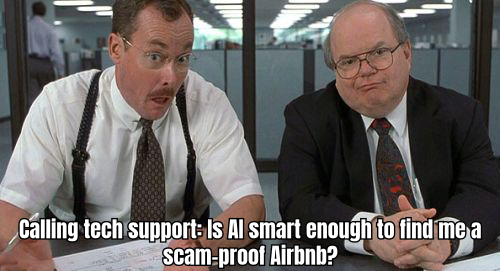 Calling tech support: Is AI smart enough to find me a
scam-proof Airbnb?